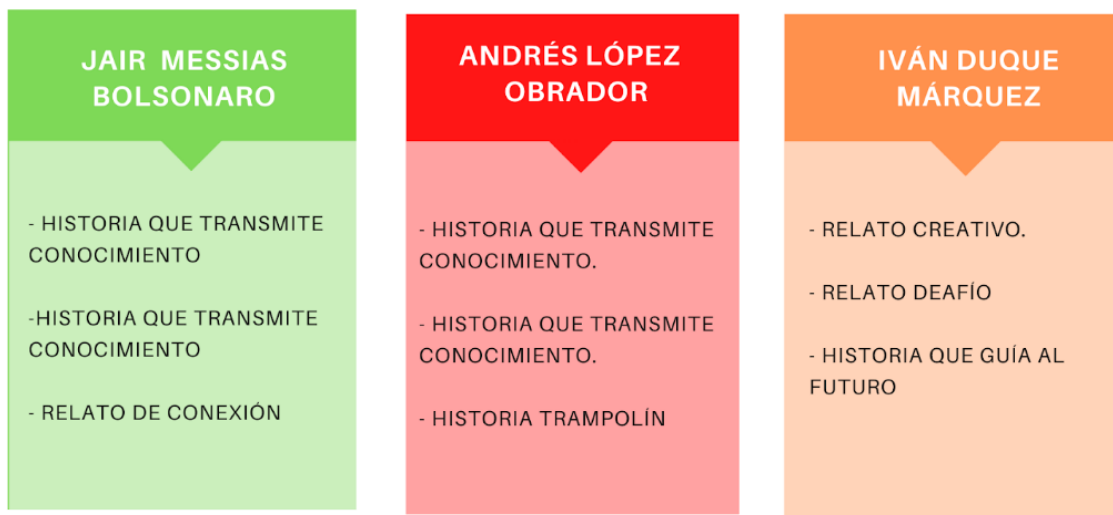 JAIR MESSIAS
BOLSONARO
- HISTORIA QUE TRANSMITE
CONOCIMIENTO
-HISTORIA QUE TRANSMITE
CONOCIMIENTO
- RELATO DE CONEXIÓN
ANDRÉS LÓPEZ
OBRADOR
- HISTORIA QUE TRANSMITE
CONOCIMIENTO.
- HISTORIA QUE TRANSMITE
CONOCIMIENTO.
- HISTORIA TRAMPOLÍN
IVÁN DUQUE
MÁRQUEZ
- RELATO CREATIVO.
- RELATO DEAFÍO
- HISTORIA QUE GUÍA AL
FUTURO